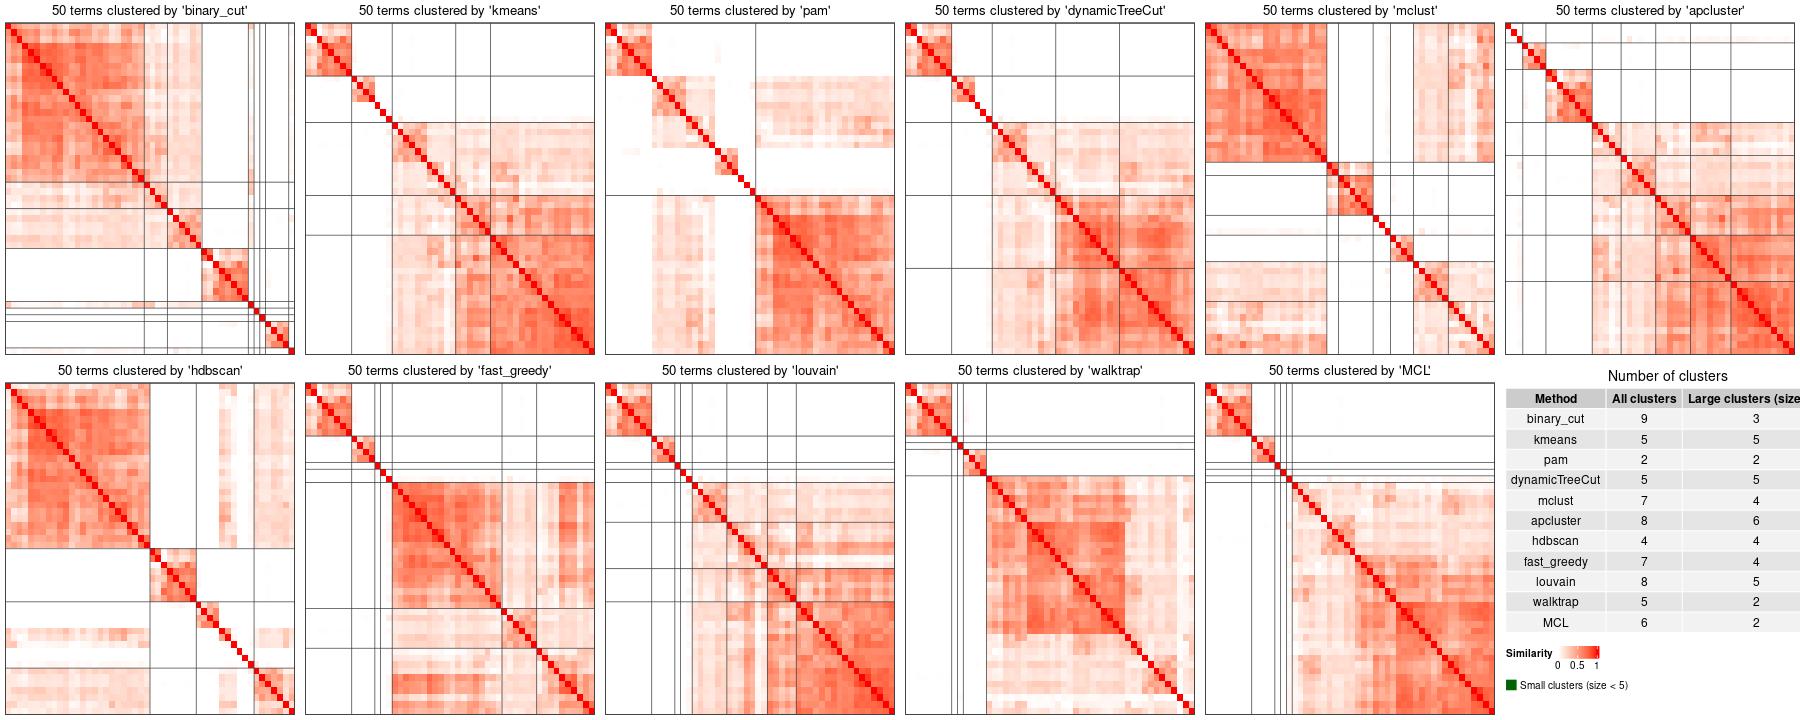 50 terms clustered by 'binary_cut'
50 terms clustered by 'kmeans'
50 terms clustered by 'pam'
50 terms clustered by 'dynamicTreeCut'
50 terms clustered by 'mclust'
50 terms clustered by 'apcluster'
50 terms clustered by 'hdbscan'
50 terms clustered by 'fast_greedy'
50 terms clustered by 'louvain'
50 terms clustered by 'walktrap'
50 terms clustered by 'MCL'
Number of clusters
Method All clusters Large clusters (size
binary_cut 9 3
kmeans 5 5
pam 2 2
dynamicTreeCut 5 5
mclust 7 4
apcluster 8 6
hdbscan 4 4
fast_greedy 7 4
louvain 8 5
walktrap 5 2
MCL 6 2
Similarity
0 0.5 1
Small clusters (size < 5)